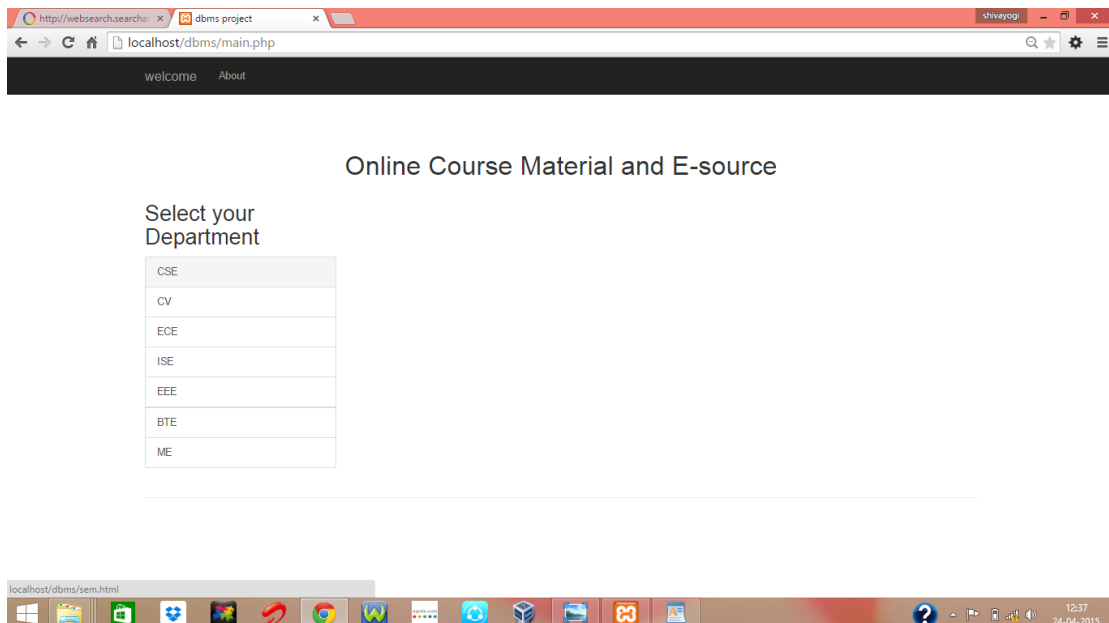 http://websearch.searcha
dbms project
shivayogi
localhost/dbms/main.php
welcome About
Online Course Material and E-source
Select your
Department
CSE
CV
ECE
ISE
EEE
BTE
ME
localhost/dbms/sem.html
12:37
24-04-2015